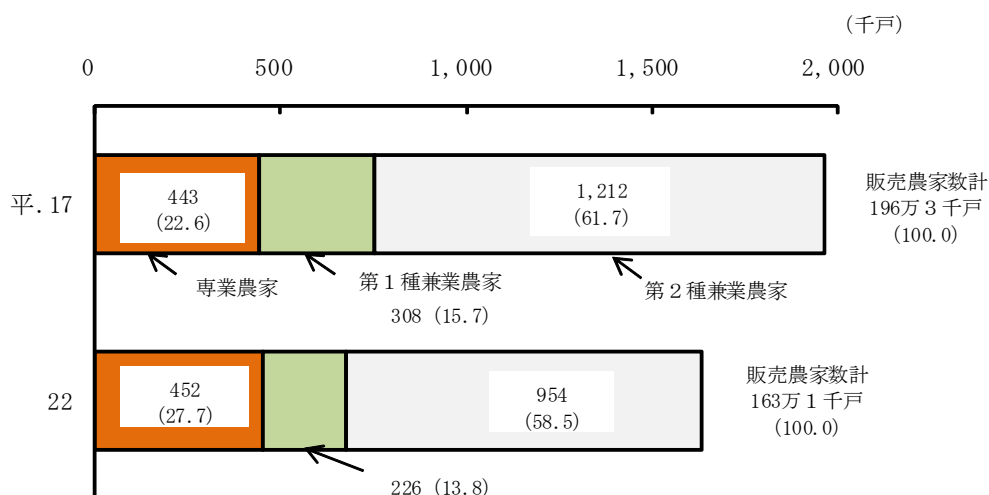 （千戸）
0 500 1,000 1,500 2,000
平.17
443
(22.6)
1,212
(61.7)
販売農家数計
196万３千戸
(100.0)
専業農家
第１種兼業農家
308 (15.7)
第２種兼業農家
22
452
(27.7)
954
(58.5)
販売農家数計
163万１千戸
(100.0)
226 (13.8)